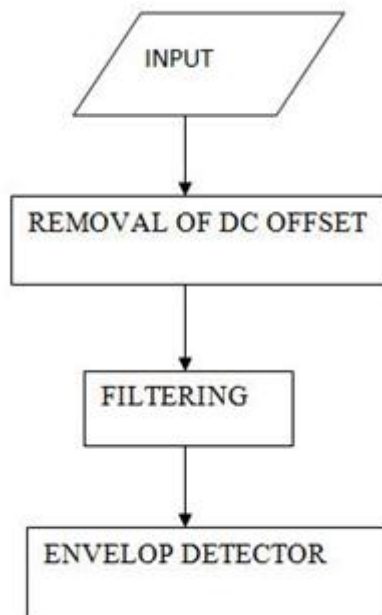 INPUT
REMOVAL OF DC OFFSET
FILTERING
ENVELOP DETECTOR